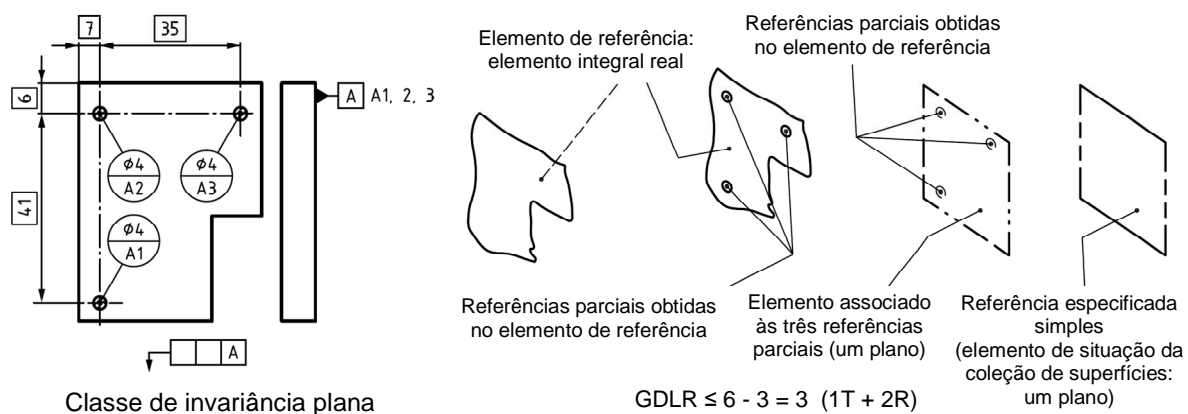 7
35
6
41
ø4
A2
ø4
A3
ø4
A1
A
A1, 2, 3
A
Classe de invariância plana
Elemento de referência:
elemento integral real
Referências parciais obtidas
no elemento de referência
Referências parciais obtidas
no elemento de referência
Elemento associado
às três referências
parciais (um plano)
Referência especificada
simples
(elemento de situação da
coleção de superfícies:
um plano)
GDLR ≤ 6 - 3 = 3 (1T + 2R)